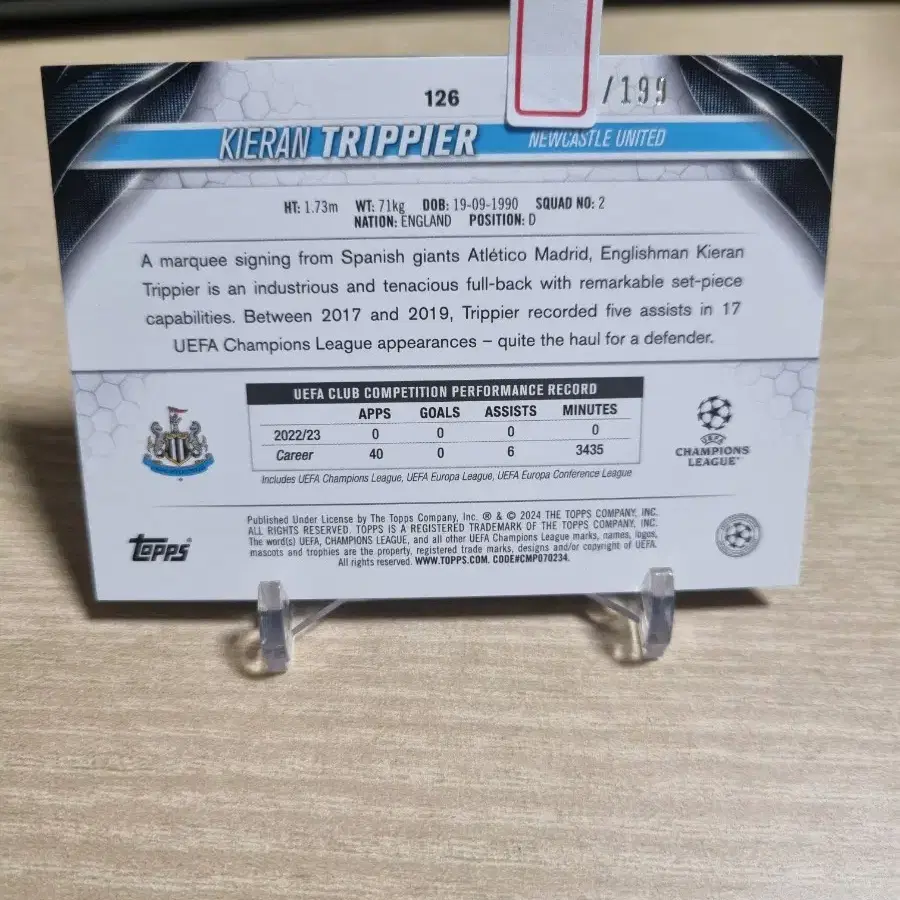 126
/199
KIERAN TRIPPIER
NEWCASTLE UNITED
HT: 1.73m WT: 71kg DOB: 19-09-1990 SQUAD NO: 2
NATION: ENGLAND POSITION: D
A marquee signing from Spanish giants Atlético Madrid, Englishman Kieran
Trippier is an industrious and tenacious full-back with remarkable set-piece
capabilities. Between 2017 and 2019, Trippier recorded five assists in 17
UEFA Champions League appearances – quite the haul for a defender.
UEFA CLUB COMPETITION PERFORMANCE RECORD
APPS GOALS ASSISTS MINUTES
2022/23 0 0 0 0
Career 40 0 6 3435
Includes UEFA Champions League, UEFA Europa League, UEFA Europa Conference League
UEFA
CHAMPIONS
LEAGUE
Topps
Published Under License by The Topps Company, Inc. ® & © 2024 THE TOPPS COMPANY, INC.
ALL RIGHTS RESERVED. TOPPS IS A REGISTERED TRADEMARK OF THE TOPPS COMPANY, INC.
The word(s) UEFA, CHAMPIONS LEAGUE, and all other UEFA Champions League marks, names, logos,
mascots and trophies are the property, registered trade marks, designs and/or copyright of UEFA.
All rights reserved. WWW.TOPPS.COM. CODE#CMP070234.